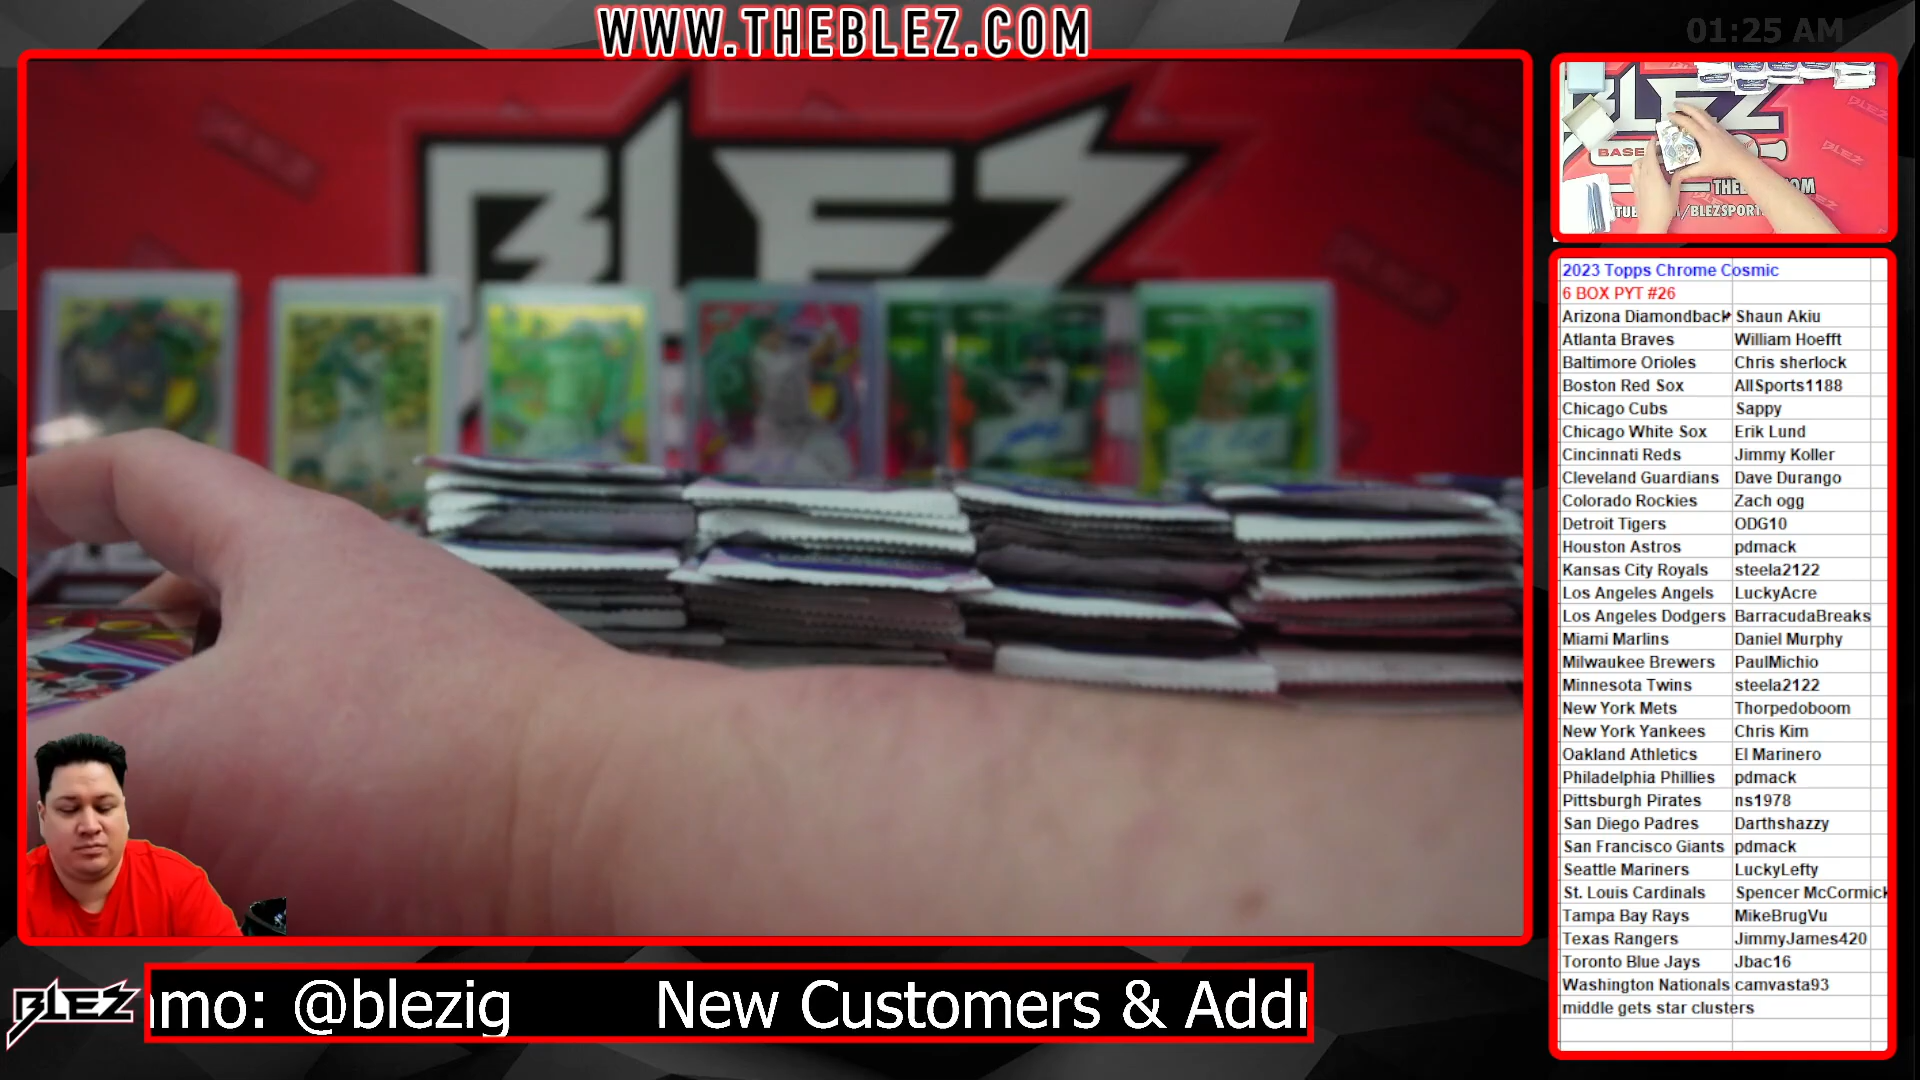 WWW.THEBLEZ.COM
01:25 AM
BLEZ
BLEZ
BASE
THE OM
/BLEZSPORT
2023 Topps Chrome Cosmic
6 BOX PYT #26
Arizona Diamondback Shaun Akiu
Atlanta Braves William Hoefft
Baltimore Orioles Chris sherlock
Boston Red Sox AllSports1188
Chicago Cubs Sappy
Chicago White Sox Erik Lund
Cincinnati Reds Jimmy Koller
Cleveland Guardians Dave Durango
Colorado Rockies Zach ogg
Detroit Tigers ODG10
Houston Astros pdmack
Kansas City Royals steela2122
Los Angeles Angels LuckyAcre
Los Angeles Dodgers BarracudaBreaks
Miami Marlins Daniel Murphy
Milwaukee Brewers PaulMichio
Minnesota Twins steela2122
New York Mets Thorpedoboom
New York Yankees Chris Kim
Oakland Athletics El Marinero
Philadelphia Phillies pdmack
Pittsburgh Pirates ns1978
San Diego Padres Darthshazzy
San Francisco Giants pdmack
Seattle Mariners LuckyLefty
St. Louis Cardinals Spencer McCormick
Tampa Bay Rays MikeBrugVu
Texas Rangers JimmyJames420
Toronto Blue Jays Jbac16
Washington Nationals camvasta93
middle gets star clusters
BLEZ
mo: @blezig New Customers & Addr